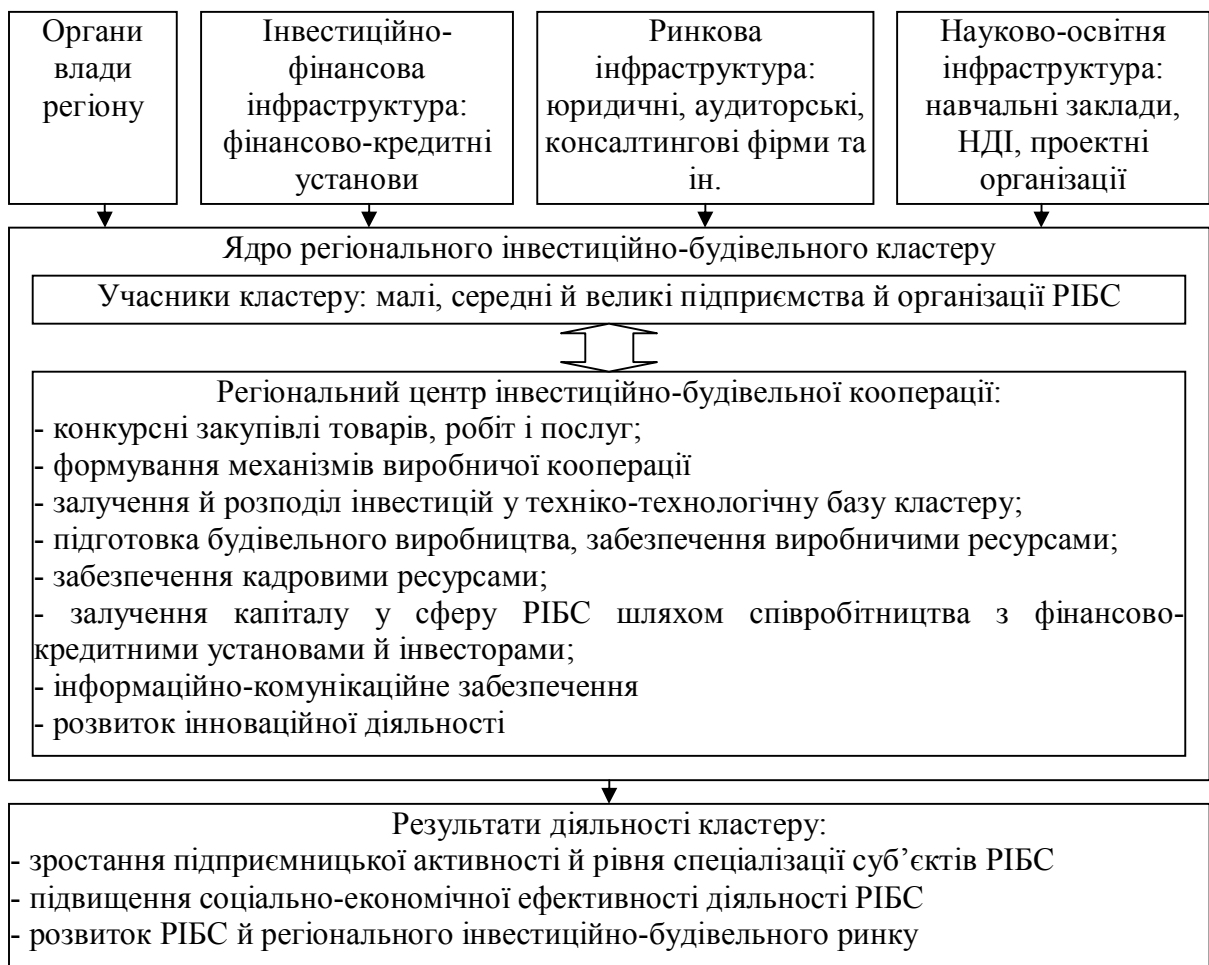 Органи
влади
регіону
Інвестиційно-
фінансова
інфраструктура:
фінансово-кредитні
установи
Ринкова
інфраструктура:
юридичні, аудиторські,
консалтингові фірми та
ін.
Науково-освітня
інфраструктура:
навчальні заклади,
НДІ, проектні
організації
Ядро регіонального інвестиційно-будівельного кластеру
Учасники кластеру: малі, середні й великі підприємства й організації РІБС
Регіональний центр інвестиційно-будівельної кооперації:
- конкурсні закупівлі товарів, робіт і послуг;
- формування механізмів виробничої кооперації
- залучення й розподіл інвестицій у техніко-технологічну базу кластеру;
- підготовка будівельного виробництва, забезпечення виробничими ресурсами;
- забезпечення кадровими ресурсами;
- залучення капіталу у сферу РІБС шляхом співробітництва з фінансово-
кредитними установами й інвесторами;
- інформаційно-комунікаційне забезпечення
- розвиток інноваційної діяльності
Результати діяльності кластеру:
- зростання підприємницької активності й рівня спеціалізації суб’єктів РІБС
- підвищення соціально-економічної ефективності діяльності РІБС
- розвиток РІБС й регіонального інвестиційно-будівельного ринку